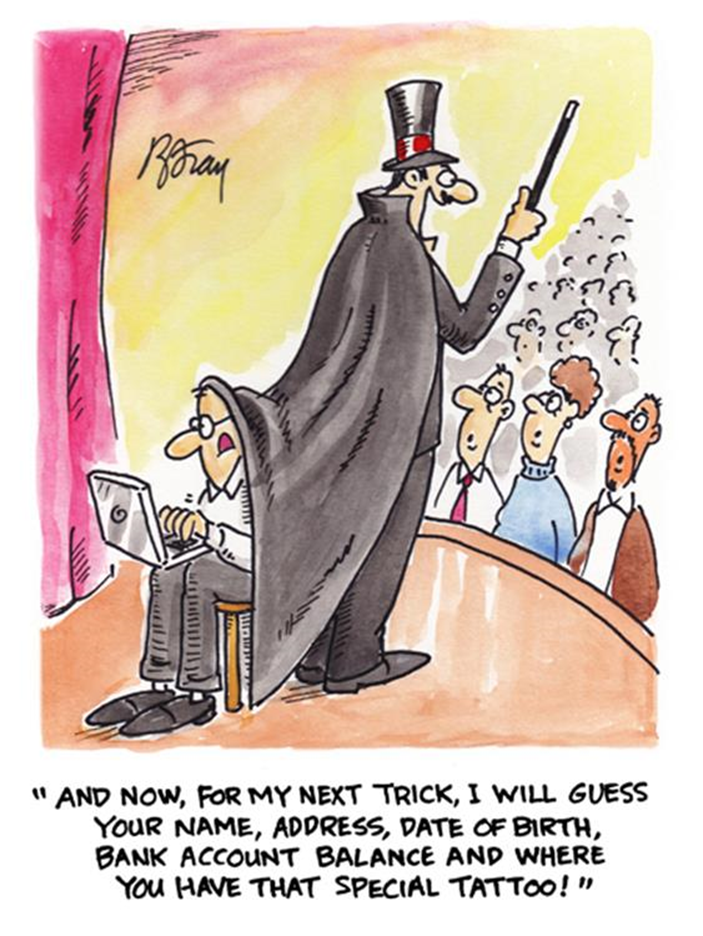 " AND NOW, FOR MY NEXT TRICK, I WILL GUESS
YOUR NAME, ADDRESS, DATE OF BIRTH,
BANK ACCOUNT BALANCE AND WHERE
YOU HAVE THAT SPECIAL TATTOO! "